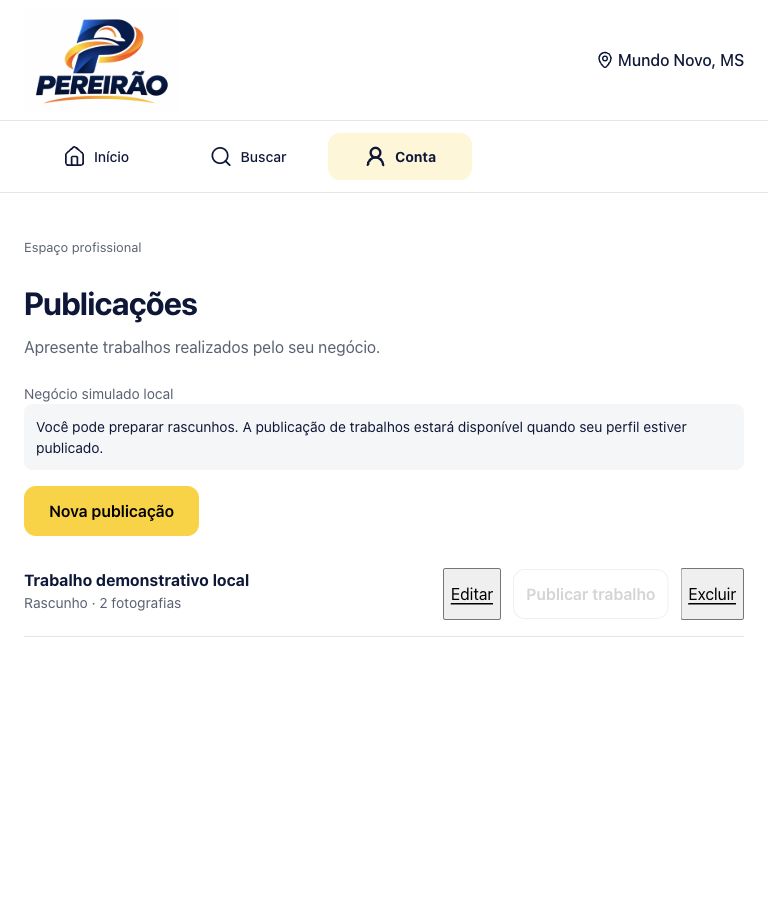 PEREIRÃO
Mundo Novo, MS
Início
Buscar
Conta
Espaço profissional
Publicações
Apresente trabalhos realizados pelo seu negócio.
Negócio simulado local
Você pode preparar rascunhos. A publicação de trabalhos estará disponível quando seu perfil estiver
publicado.
Nova publicação
Trabalho demonstrativo local
Rascunho · 2 fotografias
Editar
Publicar trabalho
Excluir